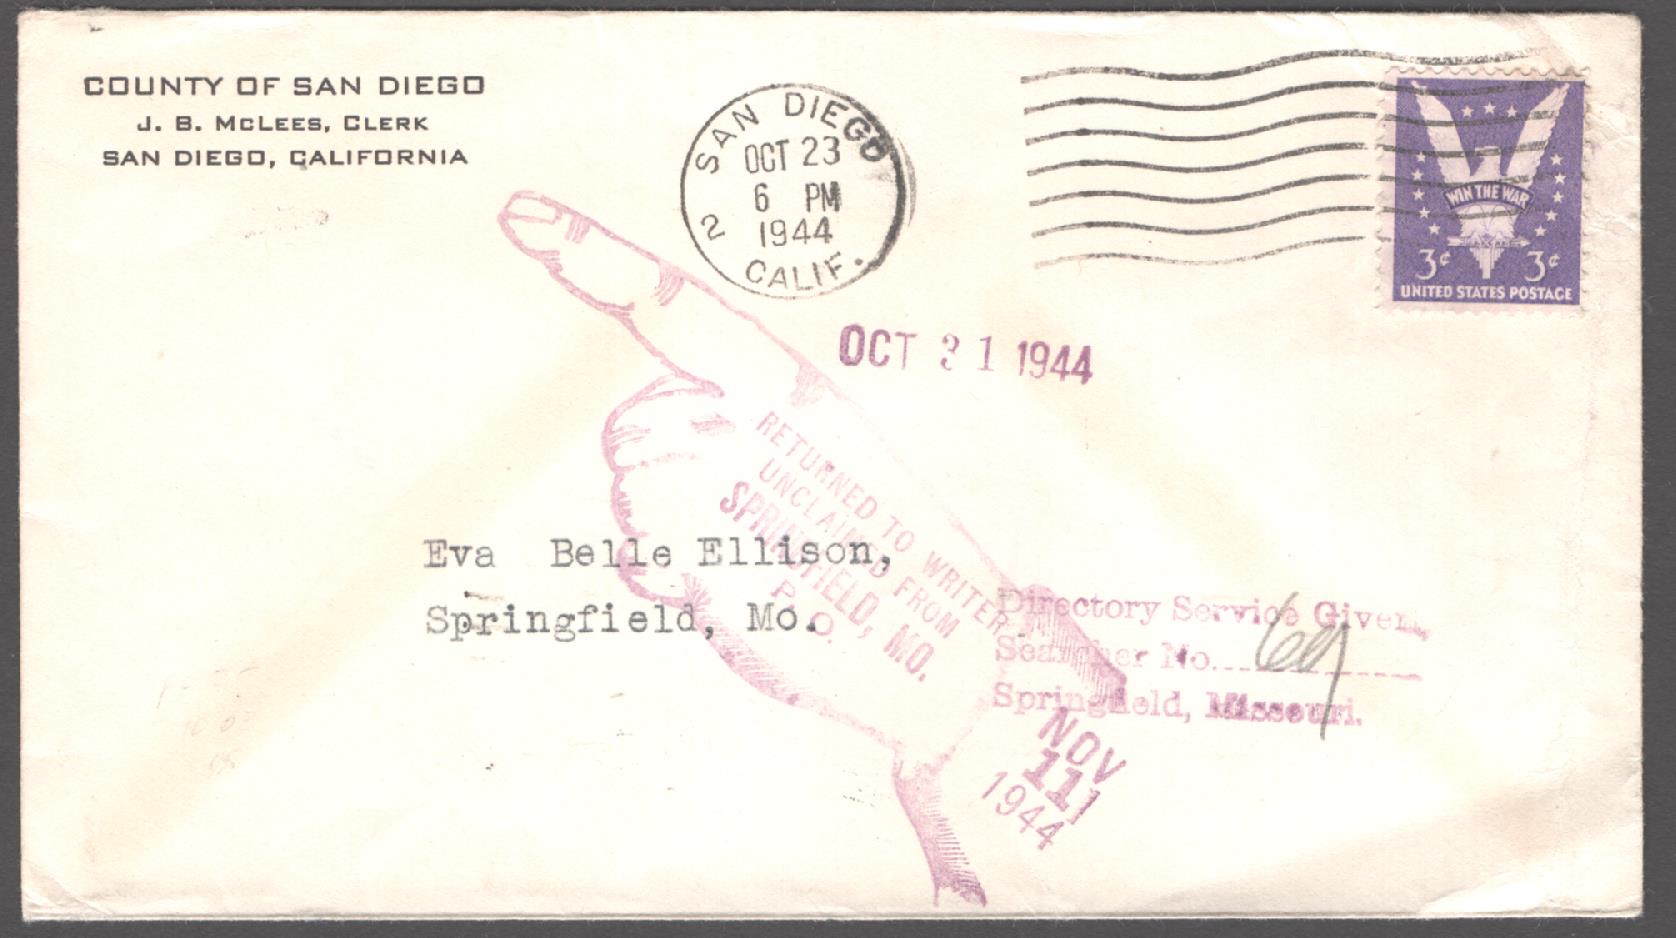 COUNTY OF SAN DIEGO
J. B. McLEES, CLERK
SAN DIEGO, CALIFORNIA
SAN DIEGO
OCT 23
6 PM
1944
2 CALIF.
WIN THE WAR
3¢ 3¢
UNITED STATES POSTAGE
OCT 31 1944
RETURNED TO WRITER
UNCLAIMED FROM
SPRINGFIELD, MO.
P. O.
Eva Belle Ellison,
Springfield, Mo.
Directory Service Given,
Searcher No. 69
Springfield, Missouri.
NOV
11
1944